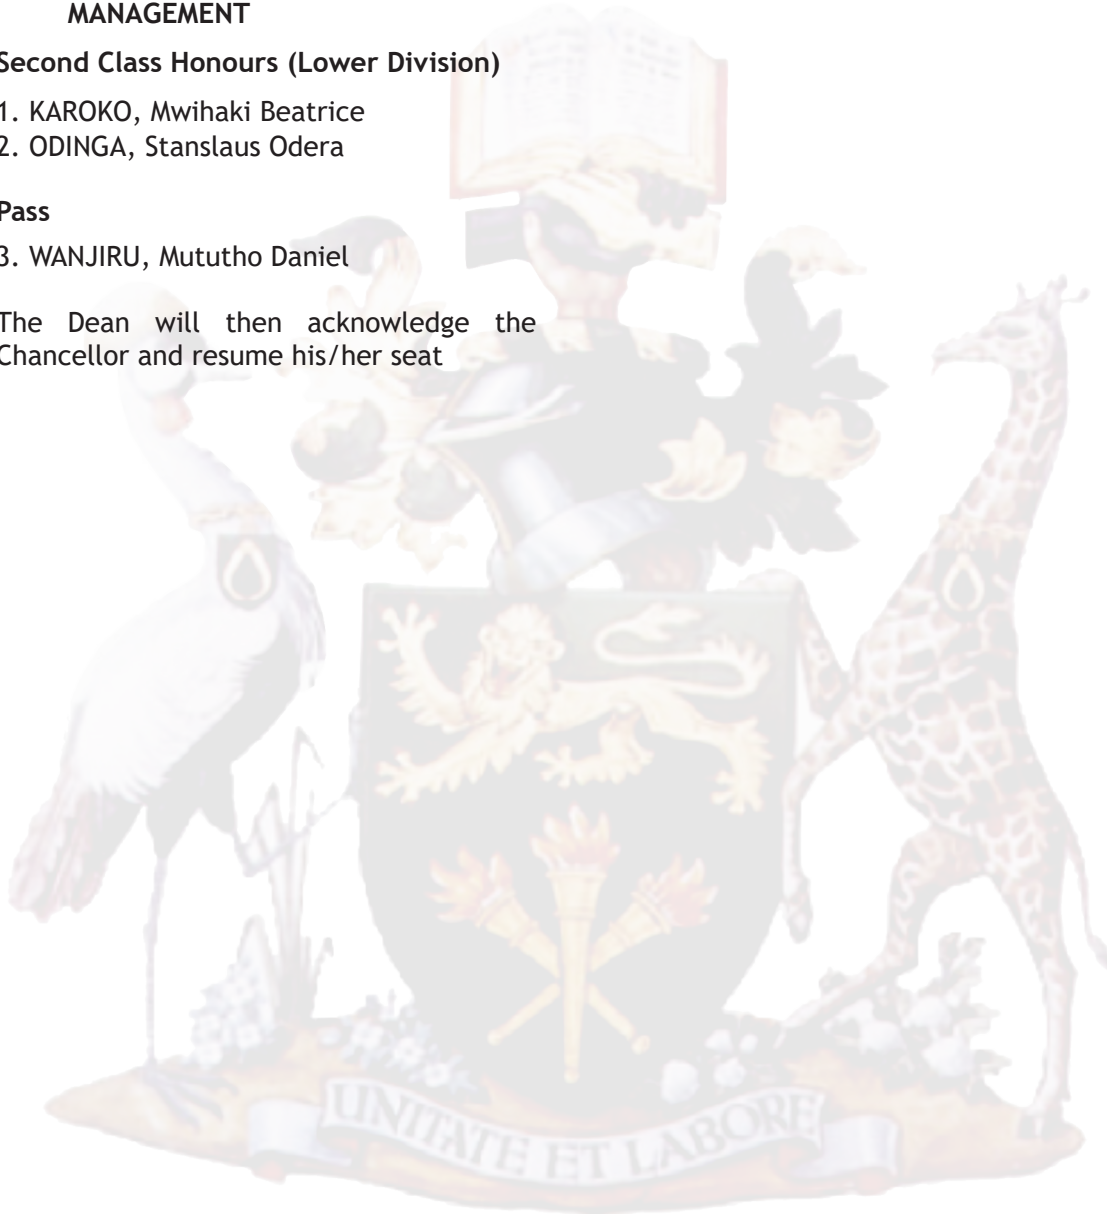 MANAGEMENT
Second Class Honours (Lower Division)
1. KAROKO, Mwihaki Beatrice
2. ODINGA, Stanslaus Odera
Pass
3. WANJIRU, Mututho Daniel
The Dean will then acknowledge the
Chancellor and resume his/her seat
UNITATE ET LABORE